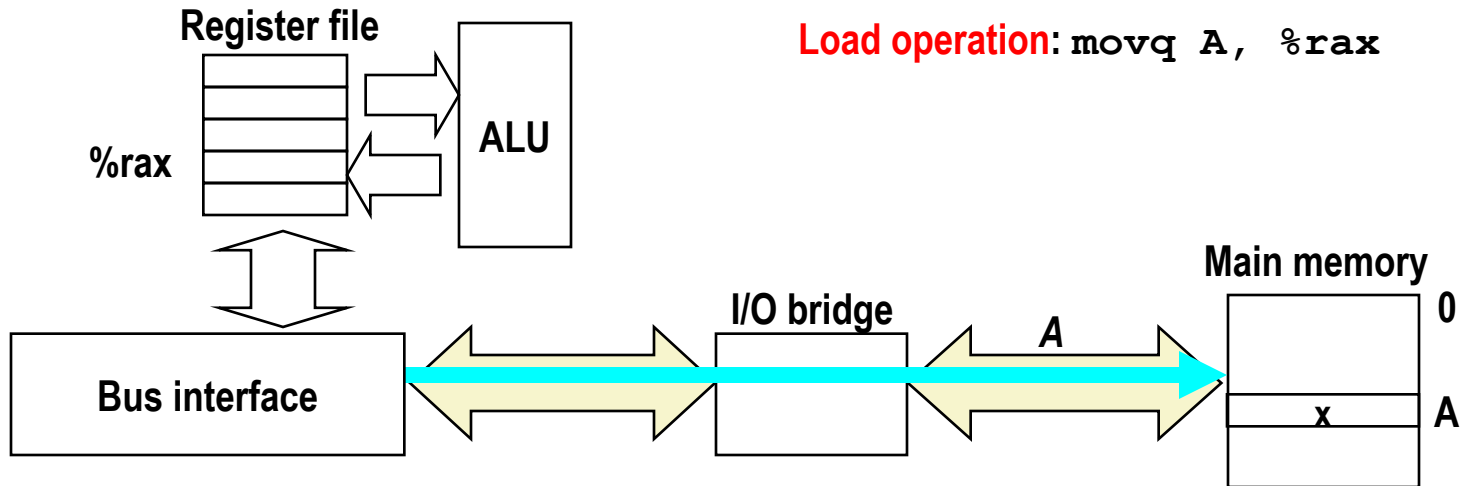 Register file
Load operation: movq A, %rax
ALU
%rax
Main memory
0
I/O bridge
A
Bus interface
x
A